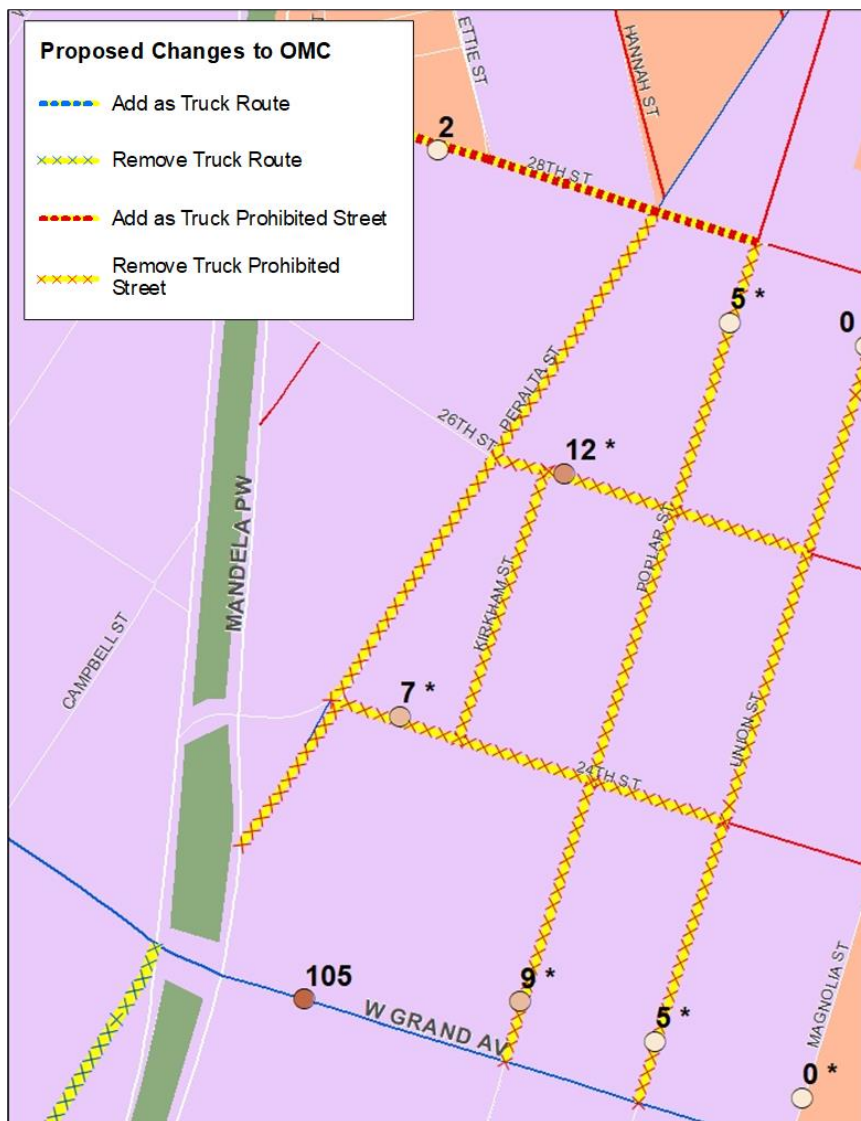 Proposed Changes to OMC
Add as Truck Route
Remove Truck Route
Add as Truck Prohibited Street
Remove Truck Prohibited
Street
ETTIE ST
HANNAH ST
2
28TH ST
5 *
0
PERALTA ST
26TH ST
12 *
MANDELA PW
POPLAR ST
KIRKHAM ST
CAMPBELL ST
7 *
UNION ST
24TH ST
105
9 *
W GRAND AV
5 *
MAGNOLIA ST
0 *